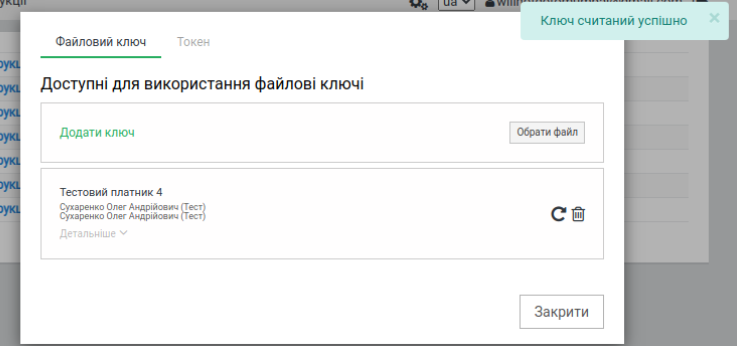 ua
Ключ считаний успішно
Файловий ключ
Токен
Доступні для використання файлові ключі
Додати ключ
Обрати файл
Тестовий платник 4
Сухаренко Олег Андрійович (Тест)
Сухаренко Олег Андрійович (Тест)
Детальніше
Закрити